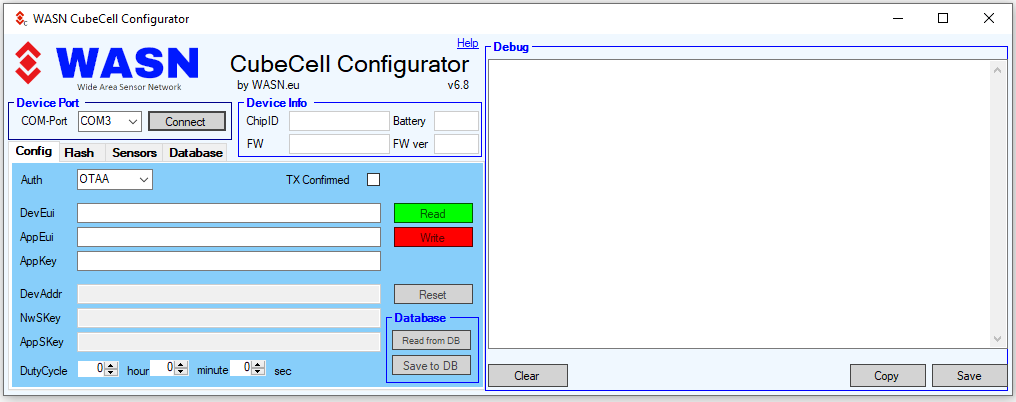 WASN CubeCell Configurator
WASN
Wide Area Sensor Network
Help
CubeCell Configurator
by WASN.eu
v6.8
Device Port
COM-Port
COM3
Connect
Device Info
ChipID
Battery
FW
FW ver
Config
Flash
Sensors
Database
Auth
OTAA
TX Confirmed
DevEui
Read
AppEui
Write
AppKey
DevAddr
Reset
NwSKey
AppSKey
Database
Read from DB
Save to DB
DutyCycle
0
hour
0
minute
0
sec
Debug
Clear
Copy
Save